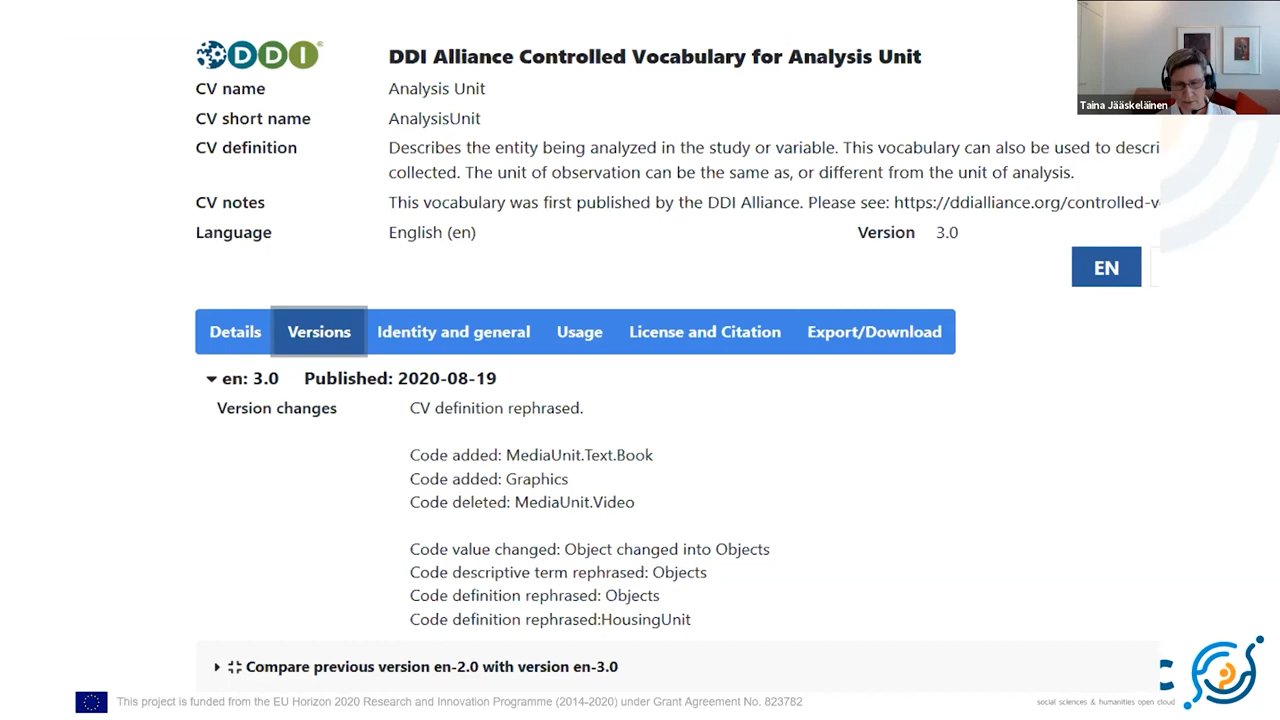 DDI
DDI Alliance Controlled Vocabulary for Analysis Unit
CV name Analysis Unit
CV short name AnalysisUnit
CV definition Describes the entity being analyzed in the study or variable. This vocabulary can also be used to descri
collected. The unit of observation can be the same as, or different from the unit of analysis.
CV notes This vocabulary was first published by the DDI Alliance. Please see: https://ddialliance.org/controlled-v
Language English (en) Version 3.0
EN
Details Versions Identity and general Usage License and Citation Export/Download
en: 3.0 Published: 2020-08-19
Version changes CV definition rephrased.
Code added: MediaUnit.Text.Book
Code added: Graphics
Code deleted: MediaUnit.Video
Code value changed: Object changed into Objects
Code descriptive term rephrased: Objects
Code definition rephrased: Objects
Code definition rephrased:HousingUnit
Compare previous version en-2.0 with version en-3.0
This project is funded from the EU Horizon 2020 Research and Innovation Programme (2014-2020) under Grant Agreement No. 823782
C
social sciences & humanities open cloud
Taina Jääskeläinen